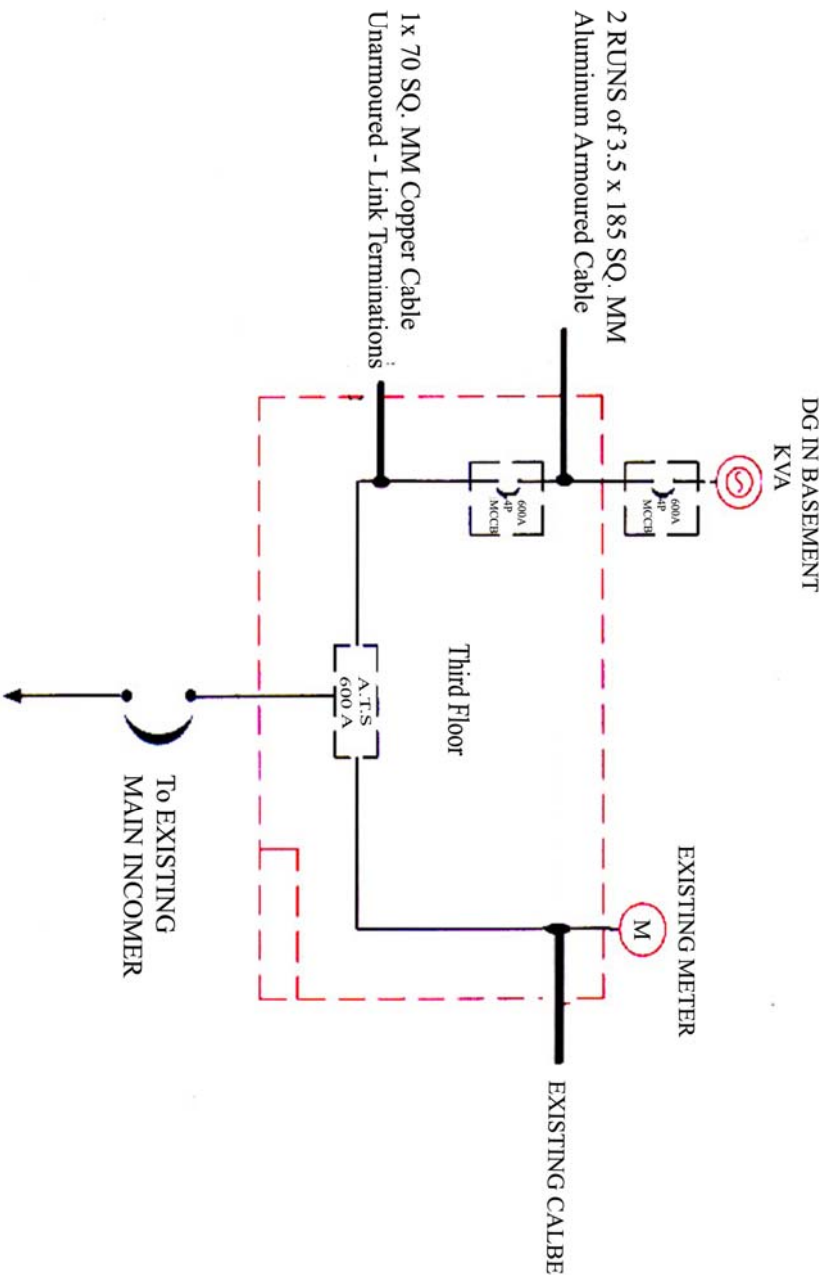 DG IN BASEMENT
KVA
600A
4P
MCCB
2 RUNS of 3.5 x 185 SQ. MM
Aluminum Armoured Cable
600A
4P
MCCB
1x 70 SQ. MM Copper Cable
Unarmoured - Link Terminations
Third Floor
A.T.S
600 A
EXISTING METER
M
EXISTING CALBE
To EXISTING
MAIN INCOMER